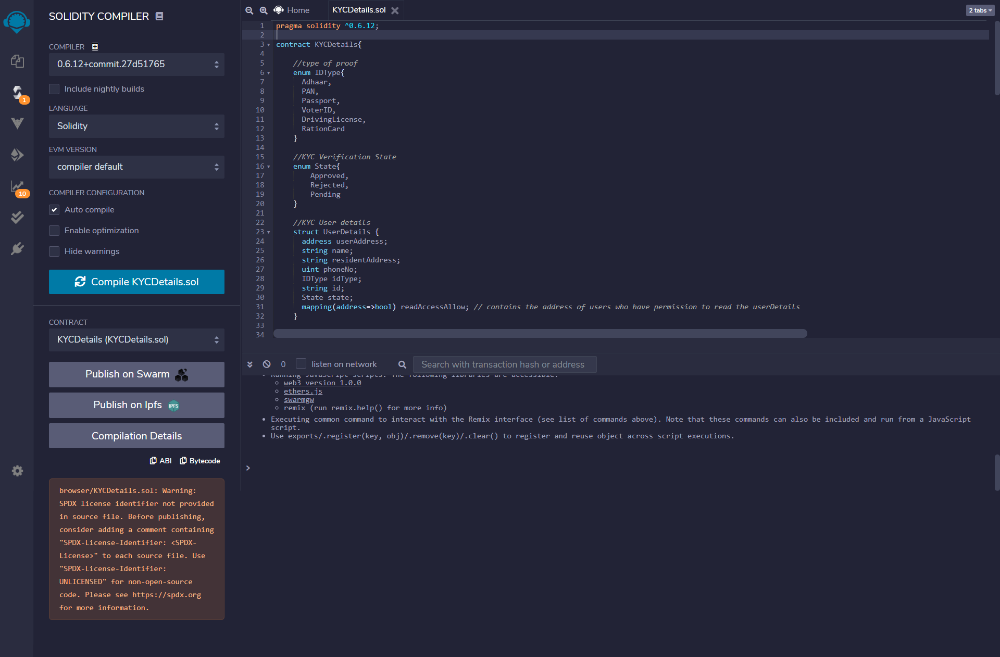 SOLIDITY COMPILER
COMPILER
0.6.12+commit.27d51765
Include nightly builds
LANGUAGE
Solidity
EVM VERSION
compiler default
COMPILER CONFIGURATION
Auto compile
Enable optimization
Hide warnings
Compile KYCDetails.sol
CONTRACT
KYCDetails (KYCDetails.sol)
Publish on Swarm
Publish on Ipfs
IPFS
Compilation Details
ABI Bytecode
browser/KYCDetails.sol: Warning:
SPDX license identifier not provided
in source file. Before publishing,
consider adding a comment containing
"SPDX-License-Identifier: <SPDX-
License>" to each source file. Use
"SPDX-License-Identifier:
UNLICENSED" for non-open-source
code. Please see https://spdx.org
for more information.
1
10
Home KYCDetails.sol 2 tabs
1 pragma solidity ^0.6.12;
2
3 contract KYCDetails{
4
5 //type of proof
6 enum IDType{
7 Adhaar,
8 PAN,
9 Passport,
10 VoterID,
11 DrivingLicense,
12 RationCard
13 }
14
15 //KYC Verification State
16 enum State{
17 Approved,
18 Rejected,
19 Pending
20 }
21
22 //KYC User details
23 struct UserDetails {
24 address userAddress;
25 string name;
26 string residentAddress;
27 uint phoneNo;
28 IDType idType;
29 string id;
30 State state;
31 mapping(address=>bool) readAccessAllow; // contains the address of users who have permission to read the userDetails
32 }
33
34
0 listen on network Search with transaction hash or address
Running JavaScript scripts. The following libraries are accessible:
web3 version 1.0.0
ethers.js
swarmgw
remix (run remix.help() for more info)
Executing common command to interact with the Remix interface (see list of commands above). Note that these commands can also be included and run from a JavaScript
script.
Use exports/.register(key, obj)/.remove(key)/.clear() to register and reuse object across script executions.
>